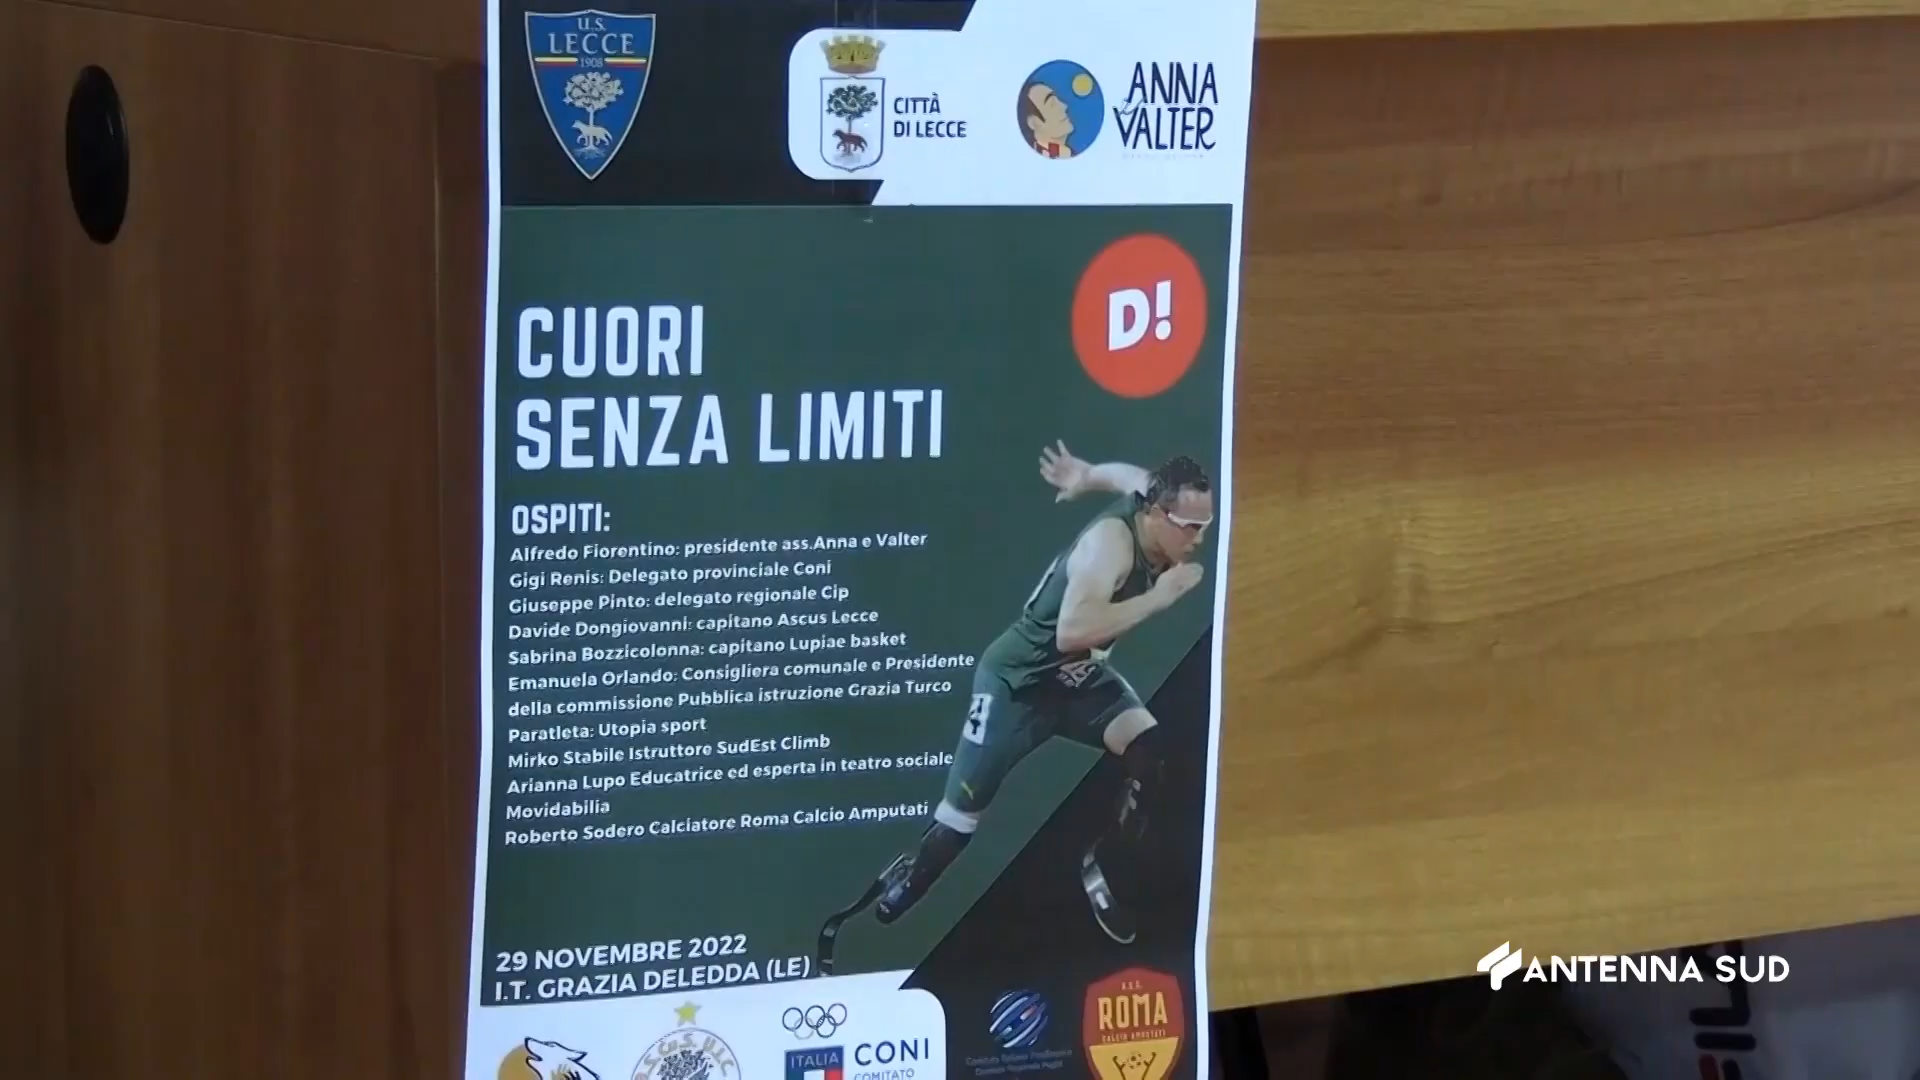 U.S.
LECCE
1908
CITTÀ
DI LECCE
ANNA
e VALTER
D!
CUORI
SENZA LIMITI
OSPITI:
Alfredo Fiorentino: presidente ass.Anna e Valter
Gigi Renis: Delegato provinciale Coni
Giuseppe Pinto: delegato regionale Cip
Davide Dongiovanni: capitano Ascus Lecce
Sabrina Bozzicolonna: capitano Lupiae basket
Emanuela Orlando: Consigliera comunale e Presidente
della commissione Pubblica istruzione Grazia Turco
Paratleta: Utopia sport
Mirko Stabile Istruttore SudEst Climb
Arianna Lupo Educatrice ed esperta in teatro sociale
Movidabilia
Roberto Sodero Calciatore Roma Calcio Amputati
29 NOVEMBRE 2022
I.T. GRAZIA DELEDDA (LE)
ITALIA
CONI
COMITATO
ROMA
CALCIO AMPUTATI
ANTENNA SUD